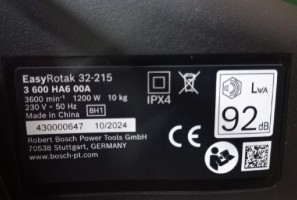 EasyRotak 32-215
3 600 HA6 00A
3600 min⁻¹ 1200 W 10 kg
230 V ~ 50 Hz
Made in China BH1
430000647 10/2024
Robert Bosch Power Tools GmbH
70538 Stuttgart, GERMANY
www.bosch-pt.com
IPX4
CE
LWA
92 dB